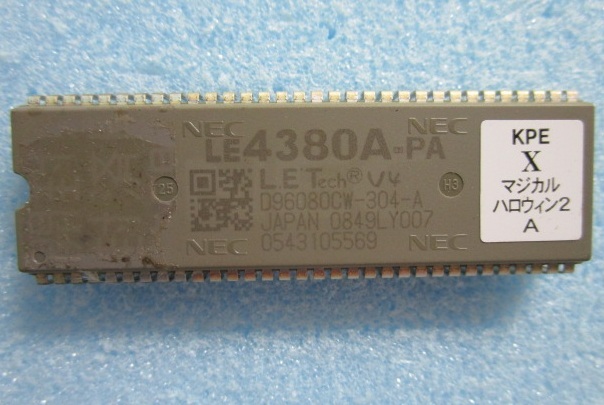 NEC NEC
LE4380A-PA
25 LETech® V4 H3
D96080CW-304-A
JAPAN 0849LY007
NEC 0543105569 NEC
KPE
X
マジカル
ハロウィン2
A